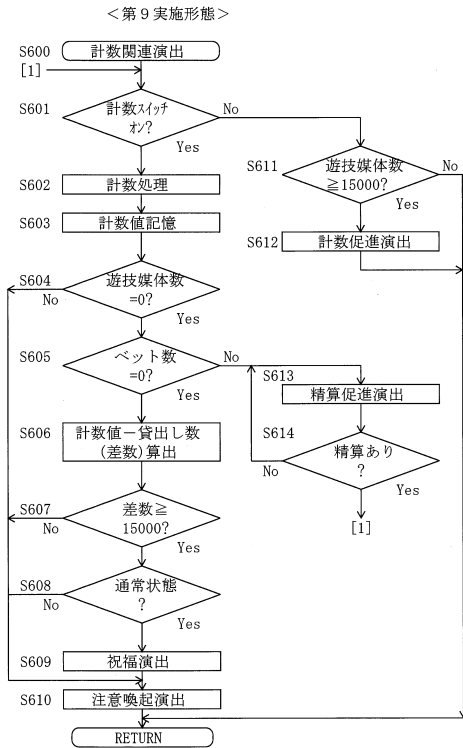 ＜第９実施形態＞
S600
計数関連演出
[1]
S601
計数ｽｲｯﾁ
ｵﾝ?
No
Yes
S611
遊技媒体数
≧15000?
No
Yes
S602
計数処理
S603
計数値記憶
S612
計数促進演出
S604
遊技媒体数
=0?
No
Yes
S605
ベット数
=0?
No
Yes
S613
精算促進演出
S606
計数値－貸出し数
(差数)算出
S614
精算あり
?
No
Yes
[1]
S607
差数≧
15000?
No
Yes
S608
通常状態
?
No
Yes
S609
祝福演出
S610
注意喚起演出
RETURN